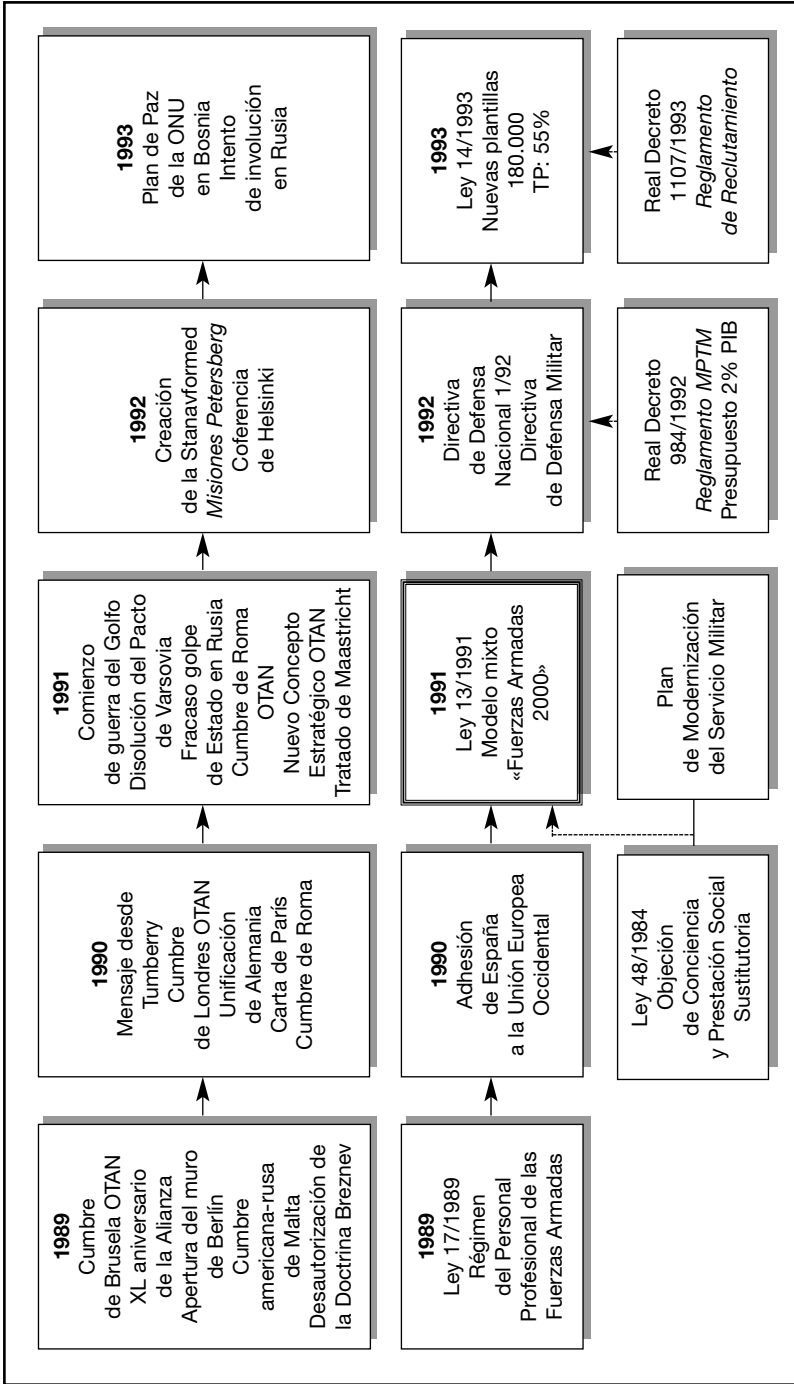 1989
Cumbre
de Brusela OTAN
XL aniversario
de la Alianza
Apertura del muro
de Berlín
Cumbre
americana-rusa
de Malta
Desautorización de
la Doctrina Breznev
1990
Mensaje desde
Tumberry
Cumbre
de Londres OTAN
Unificación
de Alemania
Carta de París
Cumbre de Roma
1991
Comienzo
de guerra del Golfo
Disolución del Pacto
de Varsovia
Fracaso golpe
de Estado en Rusia
Cumbre de Roma
OTAN
Nuevo Concepto
Estratégico OTAN
Tratado de Maastricht
1992
Creación
de la Stanavformed
Misiones Petersberg
Coferencia
de Helsinki
1993
Plan de Paz
de la ONU
en Bosnia
Intento
de involución
en Rusia
1989
Ley 17/1989
Régimen
del Personal
Profesional de las
Fuerzas Armadas
1990
Adhesión
de España
a la Unión Europea
Occidental
1991
Ley 13/1991
Modelo mixto
«Fuerzas Armadas
2000»
1992
Directiva
de Defensa
Nacional 1/92
Directiva
de Defensa Militar
1993
Ley 14/1993
Nuevas plantillas
180.000
TP: 55%
Ley 48/1984
Objeción
de Conciencia
y Prestación Social
Sustitutoria
Plan
de Modernización
del Servicio Militar
Real Decreto
984/1992
Reglamento MPTM
Presupuesto 2% PIB
Real Decreto
1107/1993
Reglamento
de Reclutamiento